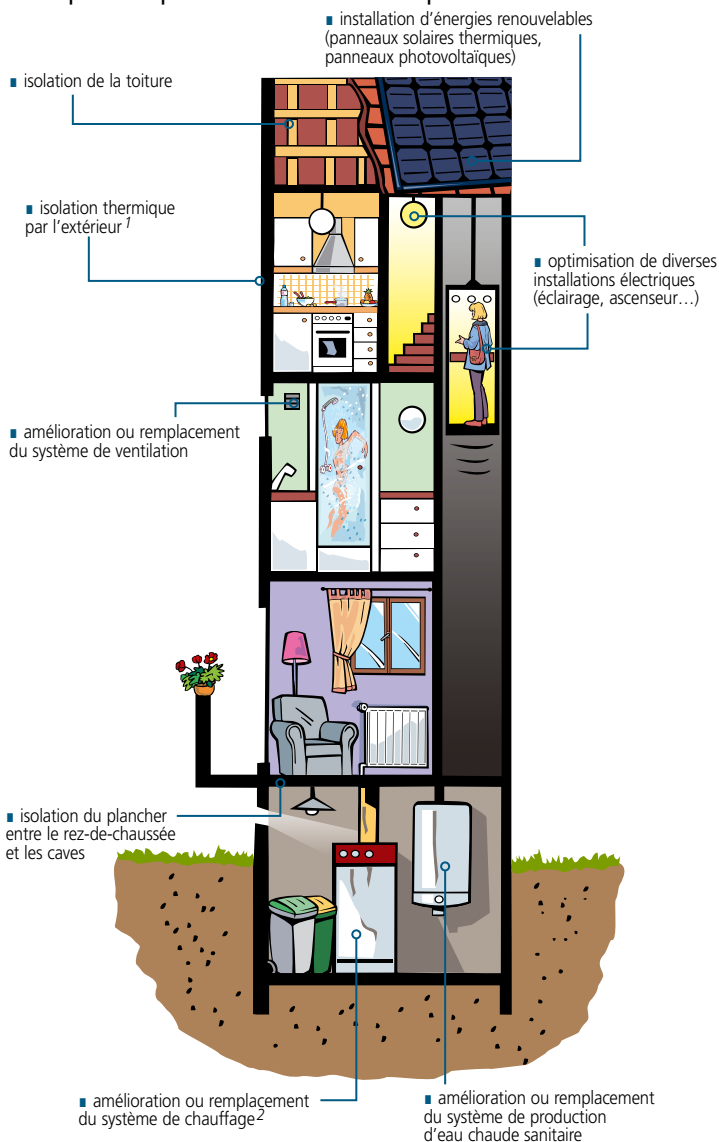 ■ installation d'énergies renouvelables
(panneaux solaires thermiques,
panneaux photovoltaïques)
■ isolation de la toiture
■ isolation thermique
par l'extérieur1
■ optimisation de diverses
installations électriques
(éclairage, ascenseur…)
■ amélioration ou remplacement
du système de ventilation
■ isolation du plancher
entre le rez-de-chaussée
et les caves
■ amélioration ou remplacement
du système de chauffage2
■ amélioration ou remplacement
du système de production
d'eau chaude sanitaire